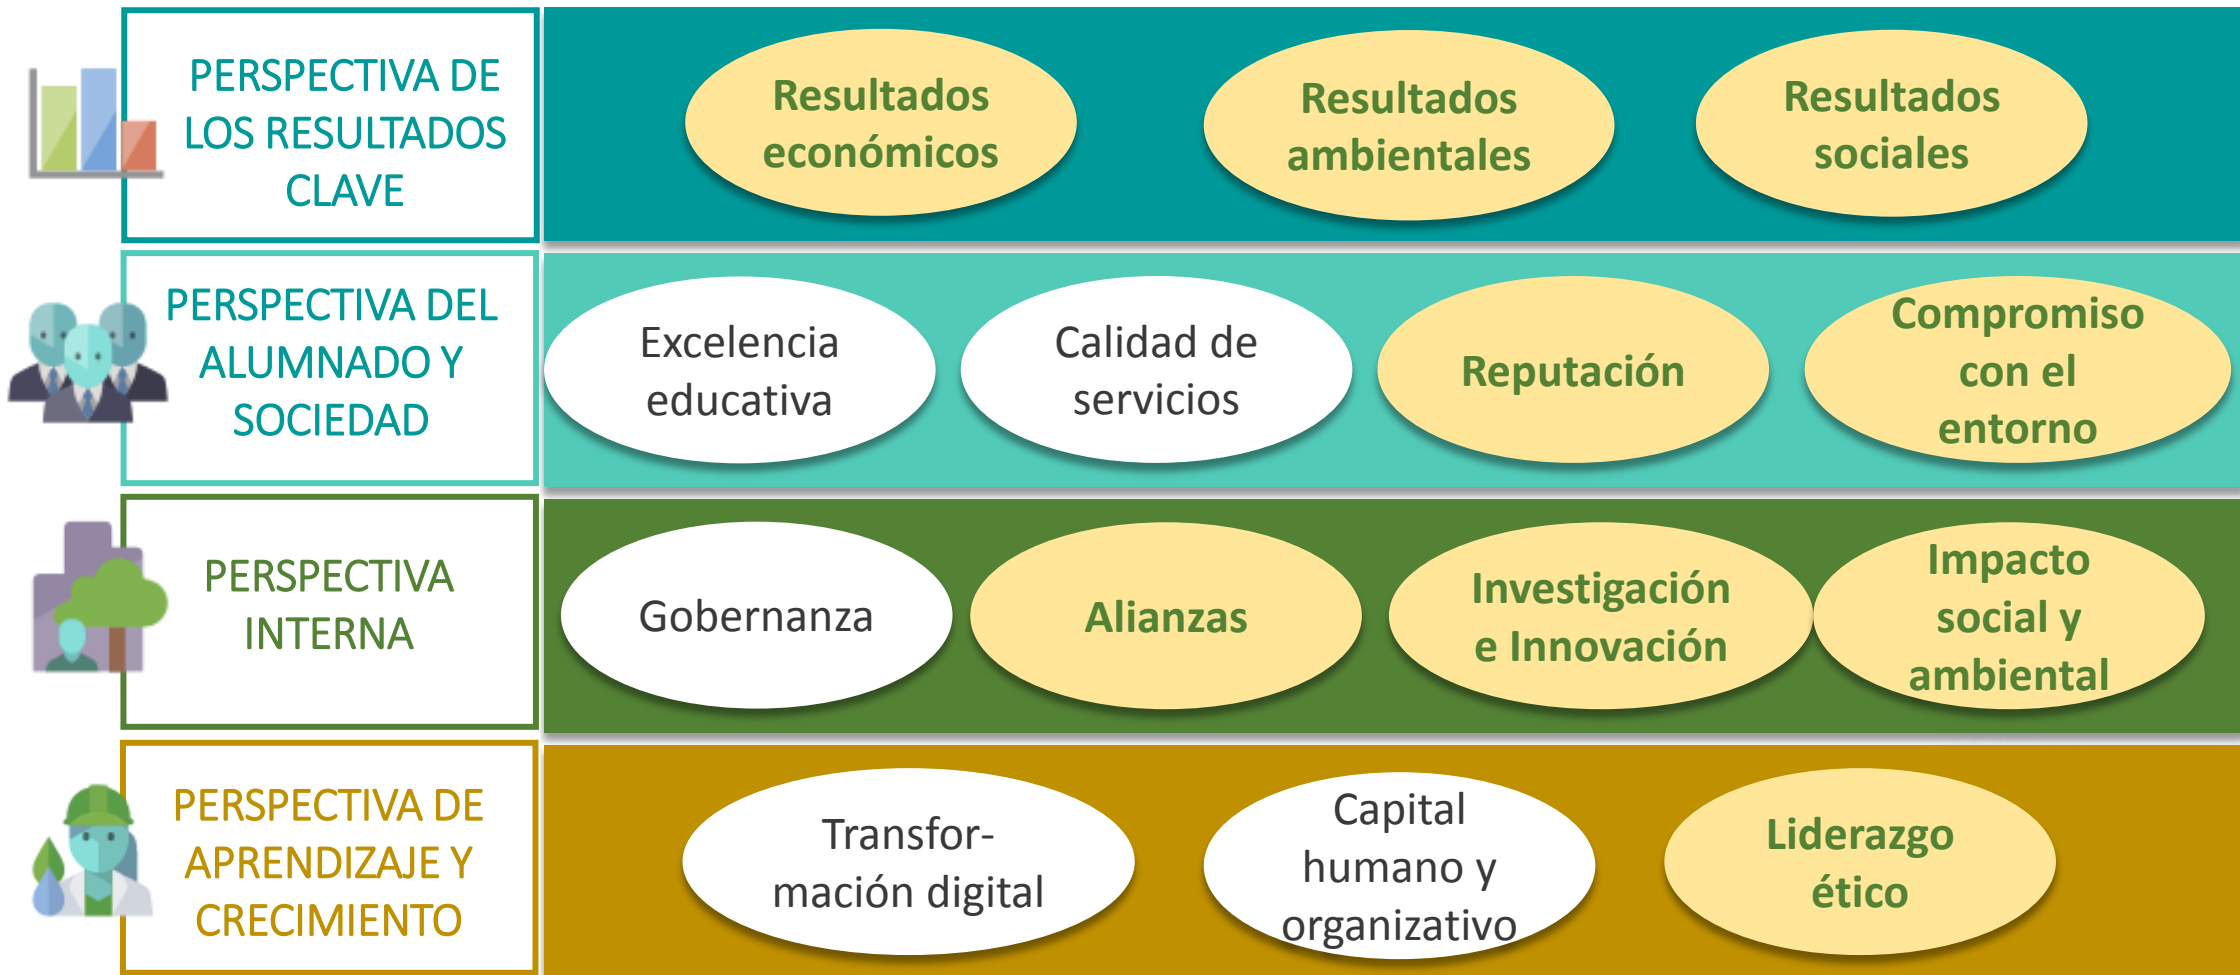 PERSPECTIVA DE
LOS RESULTADOS
CLAVE
Resultados
económicos
Resultados
ambientales
Resultados
sociales
PERSPECTIVA DEL
ALUMNADO Y
SOCIEDAD
Excelencia
educativa
Calidad de
servicios
Reputación
Compromiso
con el
entorno
PERSPECTIVA
INTERNA
Gobernanza
Alianzas
Investigación
e Innovación
Impacto
social y
ambiental
PERSPECTIVA DE
APRENDIZAJE Y
CRECIMIENTO
Transfor-
mación digital
Capital
humano y
organizativo
Liderazgo
ético